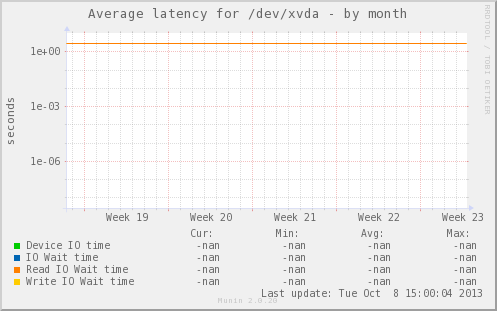 Average latency for /dev/xvda - by month
RRDTOOL / TOBI OETIKER
seconds
1e+00
1e-03
1e-06
Week 19 Week 20 Week 21 Week 22 Week 23
Cur: Min: Avg: Max:
Device IO time -nan -nan -nan -nan
IO Wait time -nan -nan -nan -nan
Read IO Wait time -nan -nan -nan -nan
Write IO Wait time -nan -nan -nan -nan
Last update: Tue Oct 8 15:00:04 2013
Munin 2.0.20